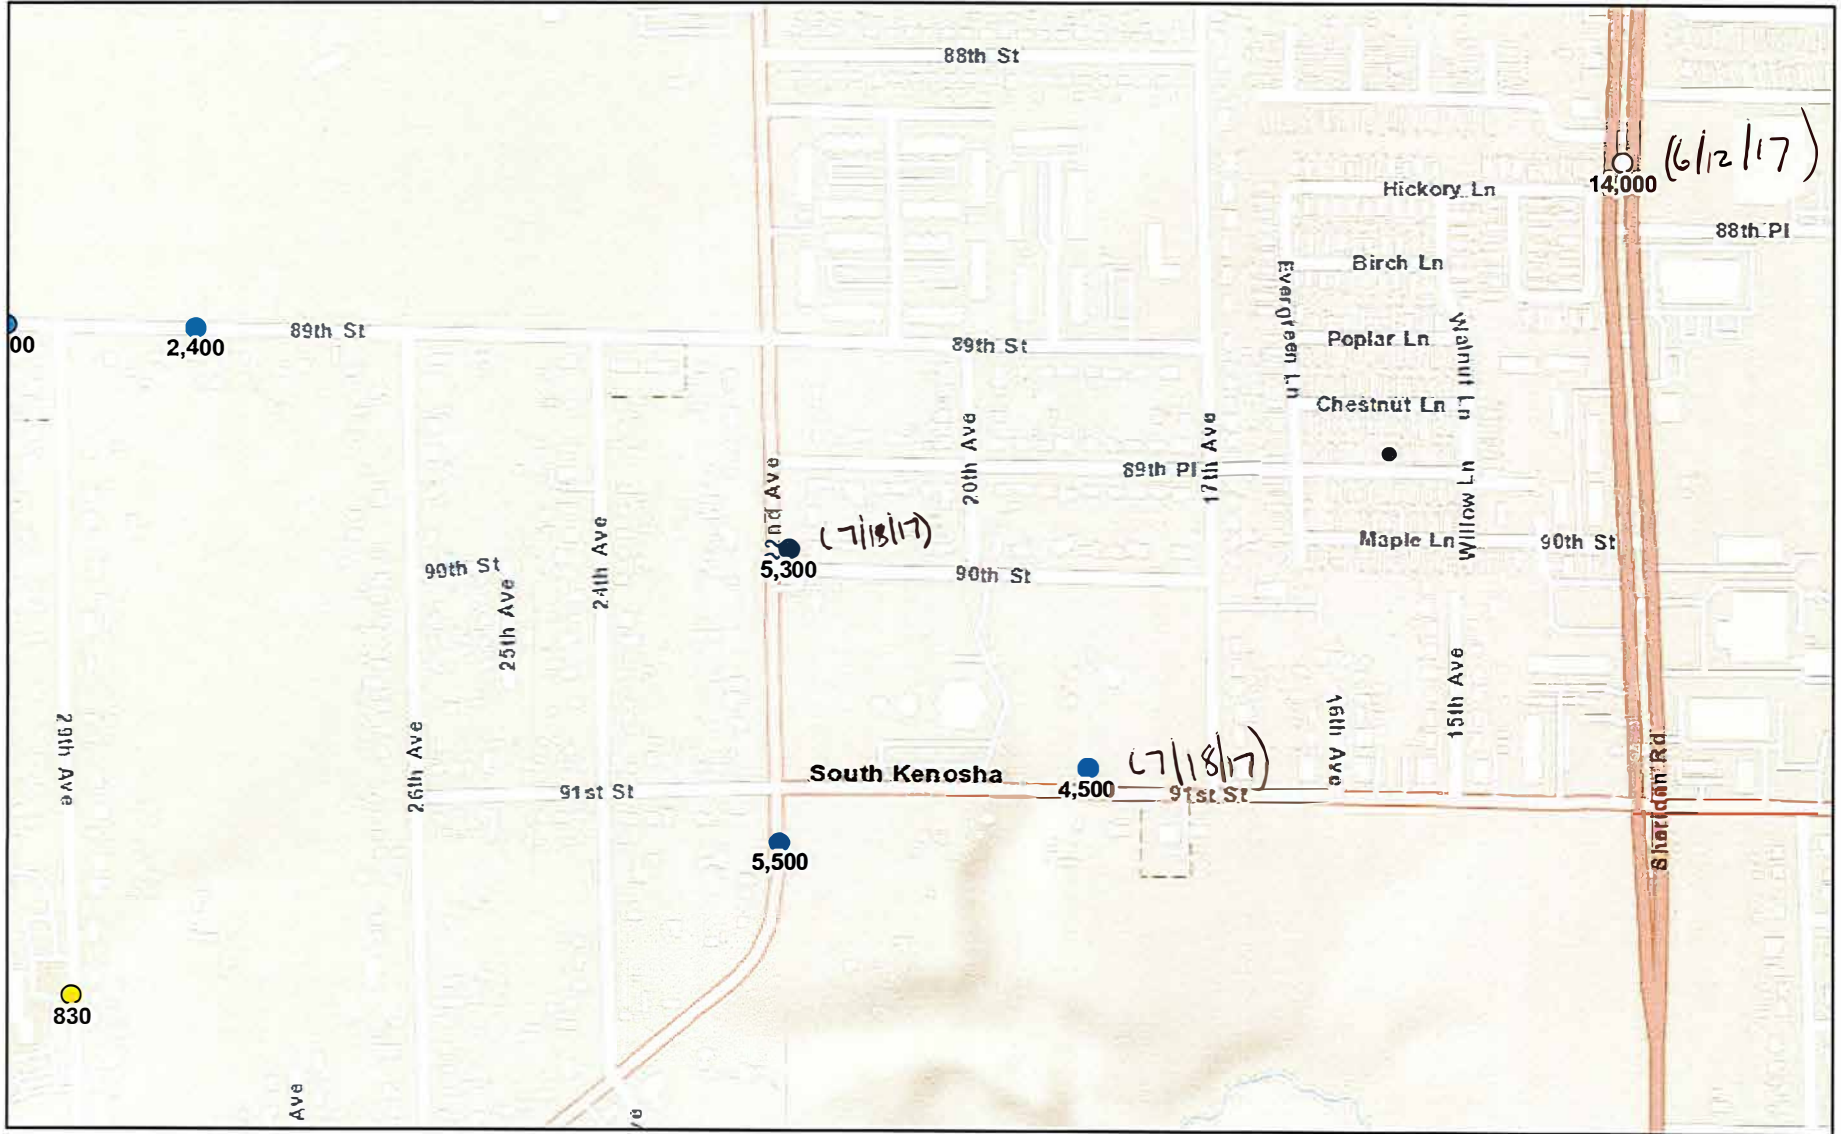 88th St
(6/12/17)
14,000
Hickory Ln
88th Pl
Birch Ln
Evergreen Ln
00
2,400
89th St
89th St
Poplar Ln
Walnut Ln
Chestnut Ln
20th Ave
17th Ave
89th Pl
22nd Ave
Willow Ln
(7/18/17)
5,300
24th Ave
Maple Ln
90th St
90th St
90th St
25th Ave
15th Ave
16th Ave
29th Ave
26th Ave
South Kenosha
(7/18/17)
4,500
91st St
91st St
Sheridan Rd
5,500
830
Ave